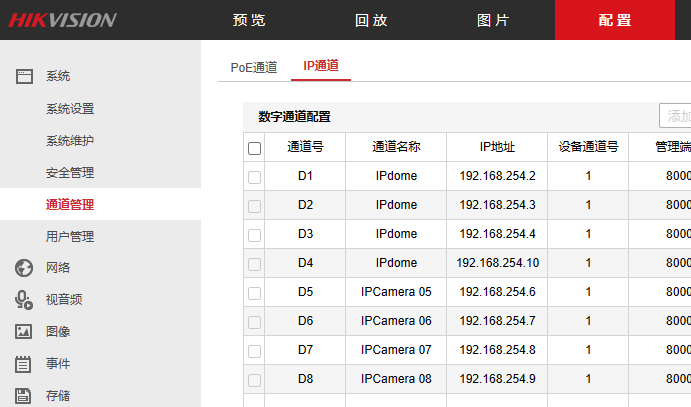 HIKVISION 预览 回放 图片 配置
系统
系统设置
系统维护
安全管理
通道管理
用户管理
网络
视音频
图像
事件
存储
PoE通道 IP通道
数字通道配置 添加
通道号 通道名称 IP地址 设备通道号 管理端
D1 IPdome 192.168.254.2 1 8000
D2 IPdome 192.168.254.3 1 8000
D3 IPdome 192.168.254.4 1 8000
D4 IPdome 192.168.254.10 1 8000
D5 IPCamera 05 192.168.254.6 1 8000
D6 IPCamera 06 192.168.254.7 1 8000
D7 IPCamera 07 192.168.254.8 1 8000
D8 IPCamera 08 192.168.254.9 1 8000